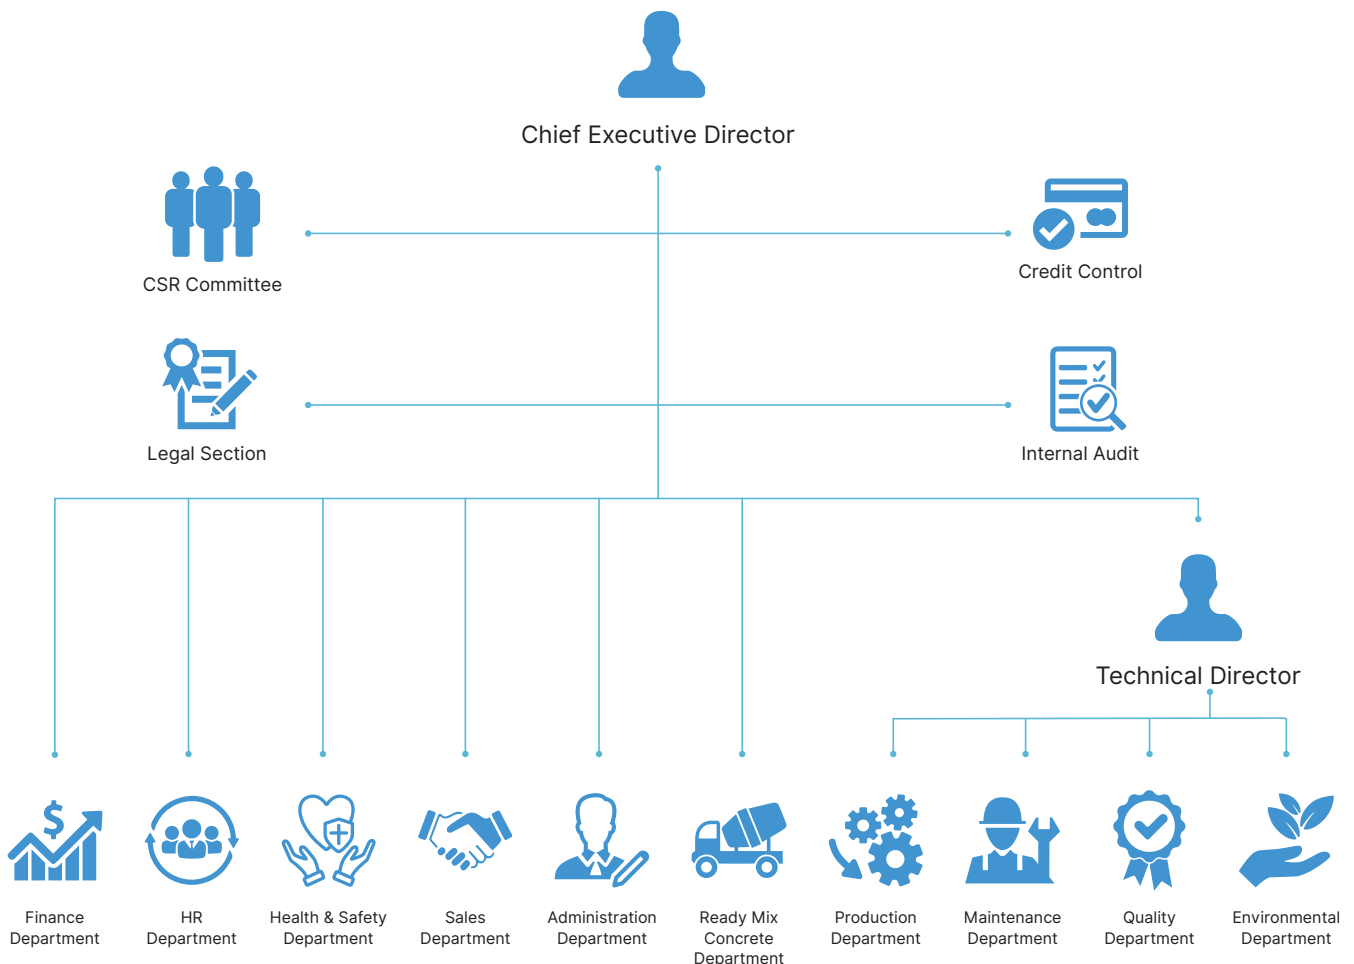 Chief Executive Director
CSR Committee
Credit Control
Legal Section
Internal Audit
Technical Director
Finance
Department
HR
Department
Health & Safety
Department
Sales
Department
Administration
Department
Ready Mix
Concrete
Department
Production
Department
Maintenance
Department
Quality
Department
Environmental
Department
$